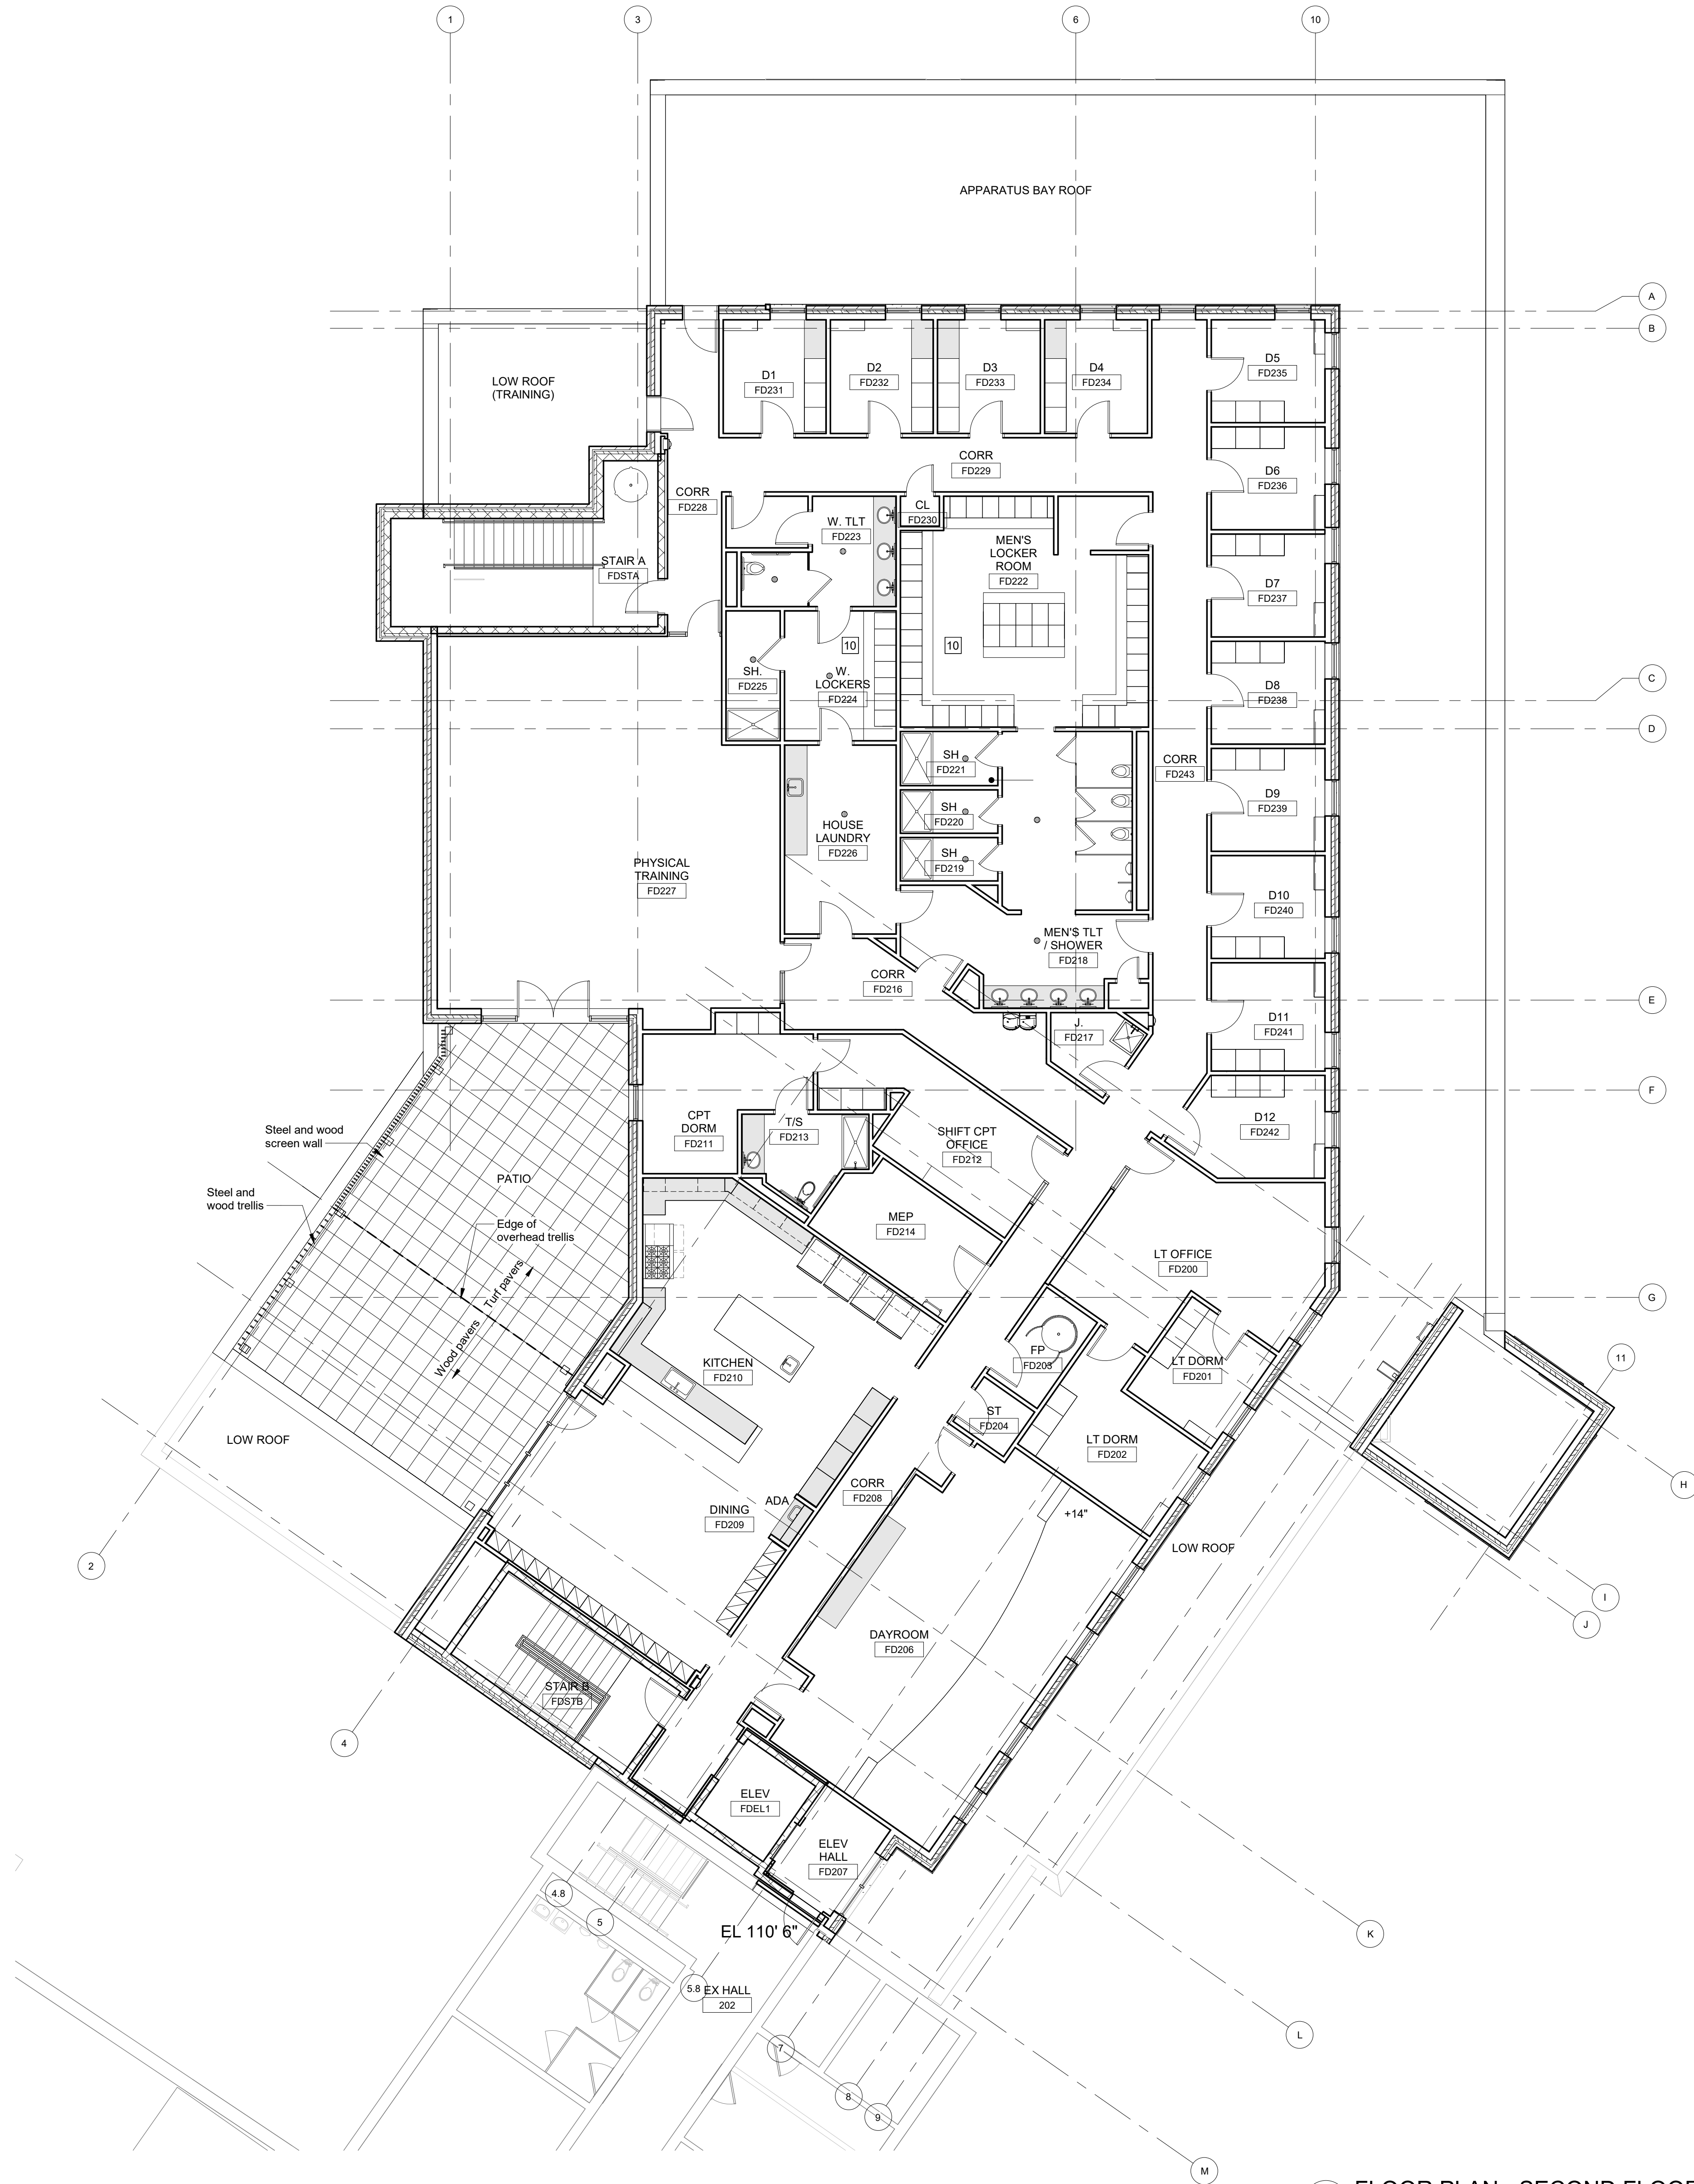 1
3
6
10
APPARATUS BAY ROOF
A
B
LOW ROOF
(TRAINING)
D1
FD231
D2
FD232
D3
FD233
D4
FD234
D5
FD235
CORR
FD229
D6
FD236
CORR
FD228
CL
FD230
W. TLT
FD223
MEN'S
LOCKER
ROOM
FD222
STAIR A
FDSTA
D7
FD237
10
10
SH.
FD225
W.
LOCKERS
FD224
D8
FD238
C
D
SH
FD221
CORR
FD243
D9
FD239
SH
FD220
HOUSE
LAUNDRY
FD226
SH
FD219
PHYSICAL
TRAINING
FD227
D10
FD240
MEN'S TLT
/ SHOWER
FD218
CORR
FD216
E
J.
FD217
D11
FD241
F
CPT
DORM
FD211
T/S
FD213
SHIFT CPT
OFFICE
FD212
D12
FD242
Steel and wood
screen wall
PATIO
Steel and
wood trellis
Edge of
overhead trellis
MEP
FD214
LT OFFICE
FD200
Turf pavers
Wood pavers
G
KITCHEN
FD210
FP
FD203
LT DORM
FD201
11
ST
FD204
LT DORM
FD202
LOW ROOF
CORR
FD208
H
ADA
DINING
FD209
+14"
LOW ROOF
2
I
J
DAYROOM
FD206
STAIR B
FDSTB
4
ELEV
FDEL1
ELEV
HALL
FD207
4.8
5
EL 110' 6"
K
5.8
EX HALL
202
L
7
8
9
M